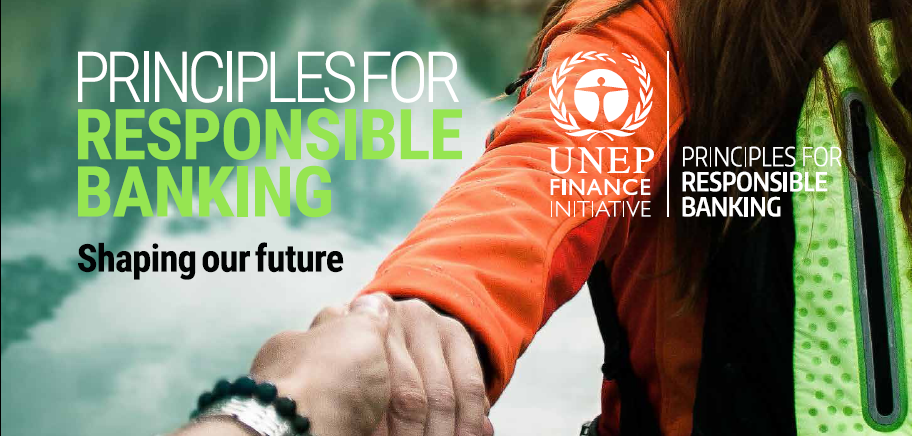 PRINCIPLES FOR
RESPONSIBLE
BANKING
Shaping our future
UNEP
FINANCE
INITIATIVE
PRINCIPLES FOR
RESPONSIBLE
BANKING